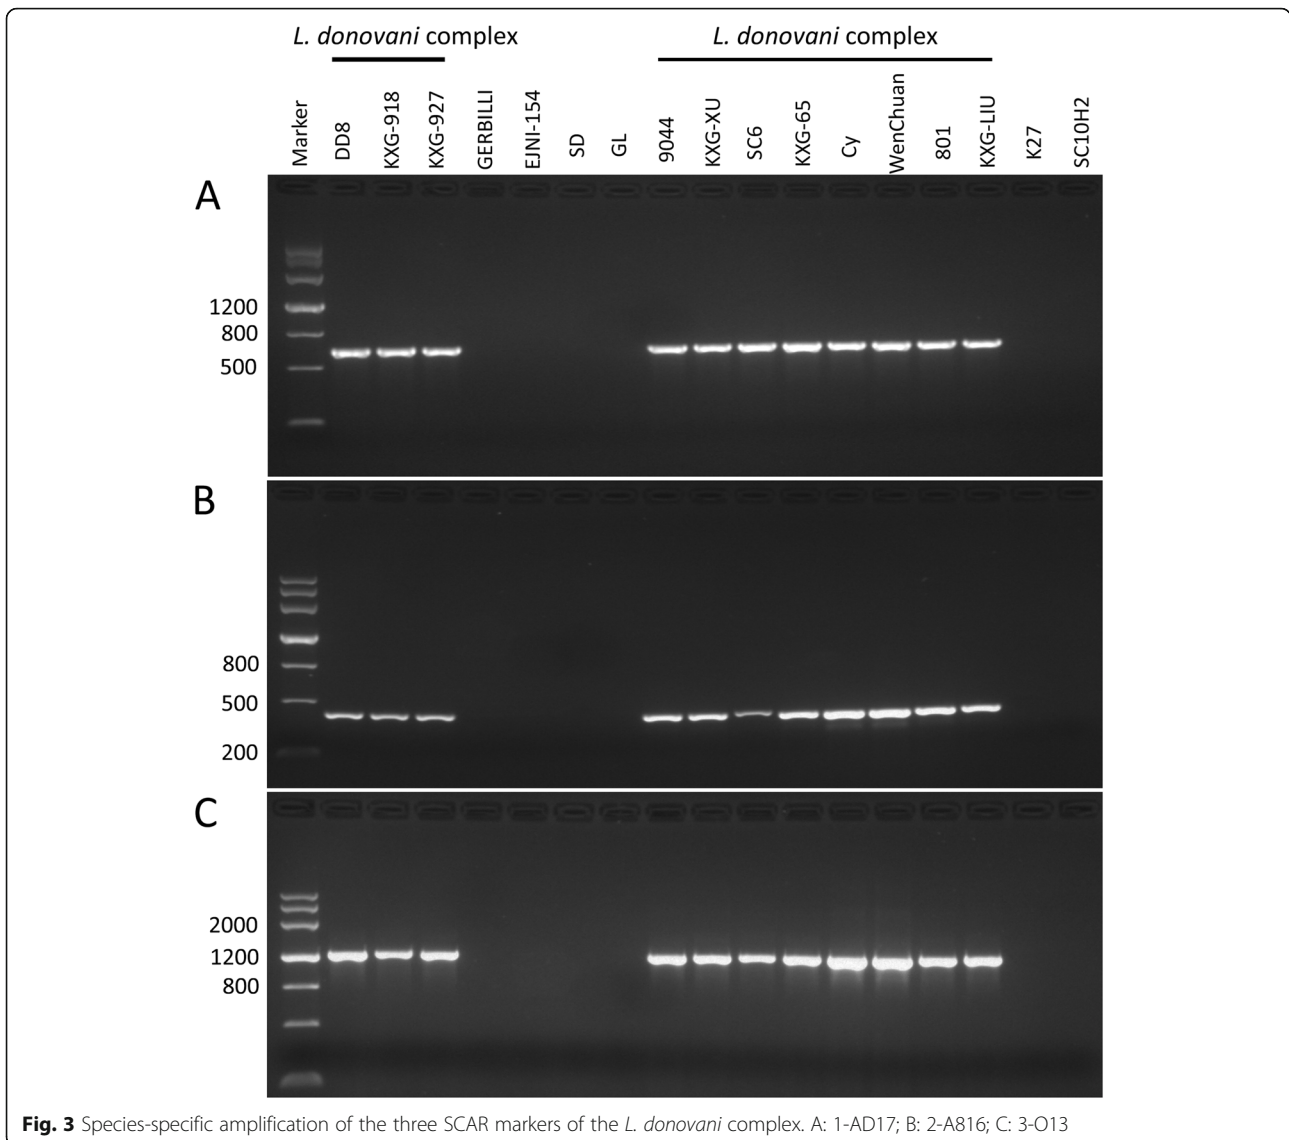 L. donovani complex
L. donovani complex
Marker
DD8
KXG-918
KXG-927
GERBILLI
EJNI-154
SD
GL
9044
KXG-XU
SC6
KXG-65
Cy
WenChuan
801
KXG-LIU
K27
SC10H2
A
1200
800
500
B
800
500
200
C
2000
1200
800
Fig. 3 Species-specific amplification of the three SCAR markers of the L. donovani complex. A: 1-AD17; B: 2-A816; C: 3-O13